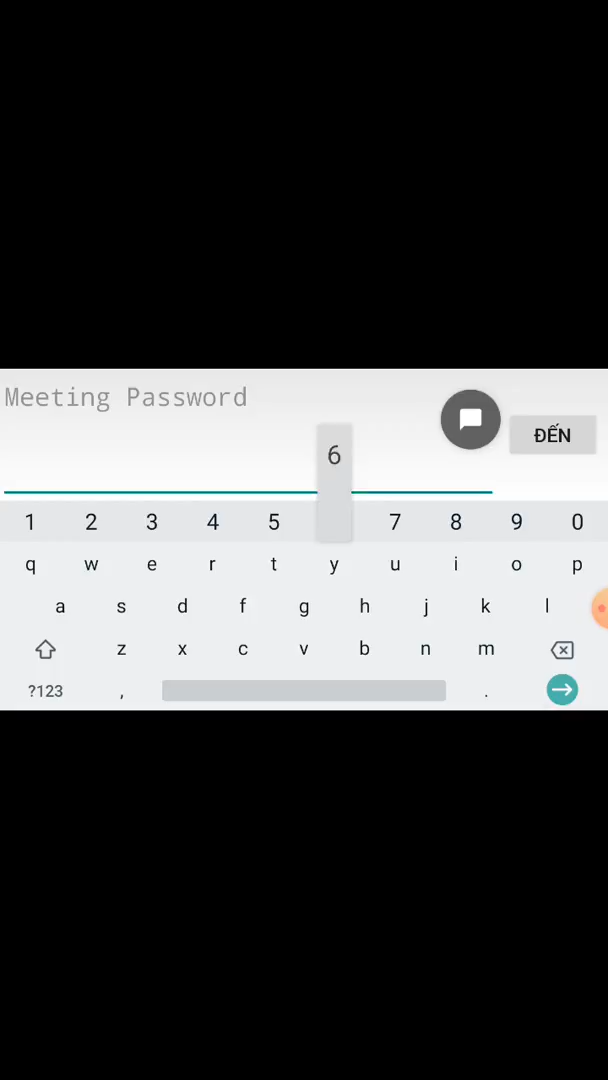 Meeting Password
ĐẾN
6
1 2 3 4 5 7 8 9 0
q w e r t y u i o p
a s d f g h j k l
z x c v b n m
?123 , .